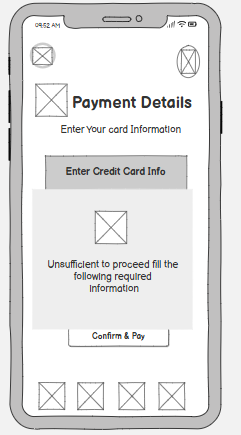 09:52 AM
Payment Details
Enter Your card Information
Enter Credit Card Info
Unsufficient to proceed fill the
following required
information
Confirm & Pay